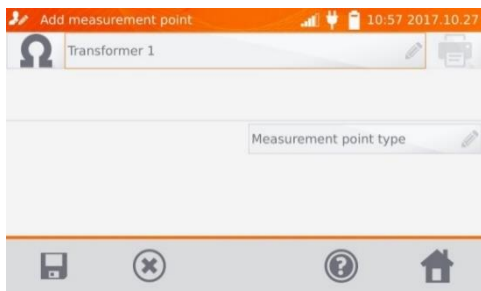 Add measurement point 10:57 2017.10.27
Transformer 1
Measurement point type